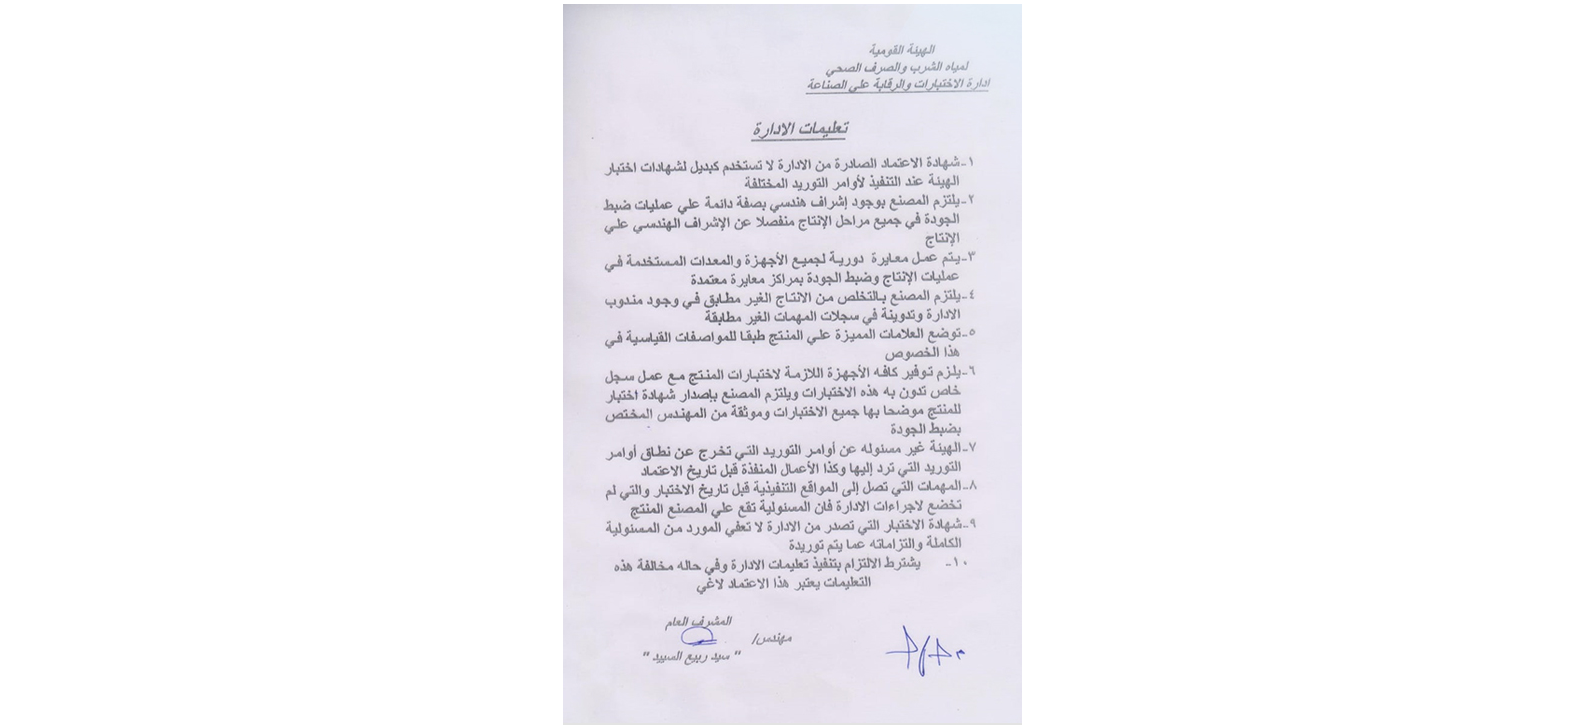 الهيئة القومية
لمياه الشرب والصرف الصحي
ادارة الاختبارات والرقابة علي الصناعة
تعليمات الادارة
١-شهادة الاعتماد الصادرة من الادارة لا تستخدم كبديل لشهادات اختبار
الهيئة عند التنفيذ لأوامر التوريد المختلفة
٢-يلتزم المصنع بوجود إشراف هندسي بصفة دائمة علي عمليات ضبط
الجودة في جميع مراحل الإنتاج منفصلا عن الإشراف الهندسي علي
الإنتاج
٣-يتم عمل معايرة دورية لجميع الأجهزة والمعدات المستخدمة في
عمليات الإنتاج وضبط الجودة بمراكز معايرة معتمدة
٤-يلتزم المصنع بالتخلص من الانتاج الغير مطابق في وجود مندوب
الادارة وتدوينة في سجلات المهمات الغير مطابقة
٥-توضع العلامات المميزة علي المنتج طبقا للمواصفات القياسية في
هذا الخصوص
٦-يلزم توفير كافه الأجهزة اللازمة لاختبارات المنتج مع عمل سجل
خاص تدون به هذه الاختبارات ويلتزم المصنع بإصدار شهادة اختبار
للمنتج موضحا بها جميع الاختبارات وموثقة من المهندس المختص
بضبط الجودة
٧-الهيئة غير مسئوله عن أوامر التوريد التي تخرج عن نطاق أوامر
التوريد التي ترد إليها وكذا الأعمال المنفذة قبل تاريخ الاعتماد
٨-المهمات التي تصل إلى المواقع التنفيذية قبل تاريخ الاختبار والتي لم
تخضع لاجراءات الادارة فان المسئولية تقع علي المصنع المنتج
٩-شهادة الاختبار التي تصدر من الادارة لا تعفي المورد من المسئولية
الكاملة والتزاماته عما يتم توريدة
١٠- يشترط الالتزام بتنفيذ تعليمات الادارة وفي حاله مخالفة هذه
التعليمات يعتبر هذا الاعتماد لاغي
المشرف العام
مهندس/
" سيد ربيع السيد "